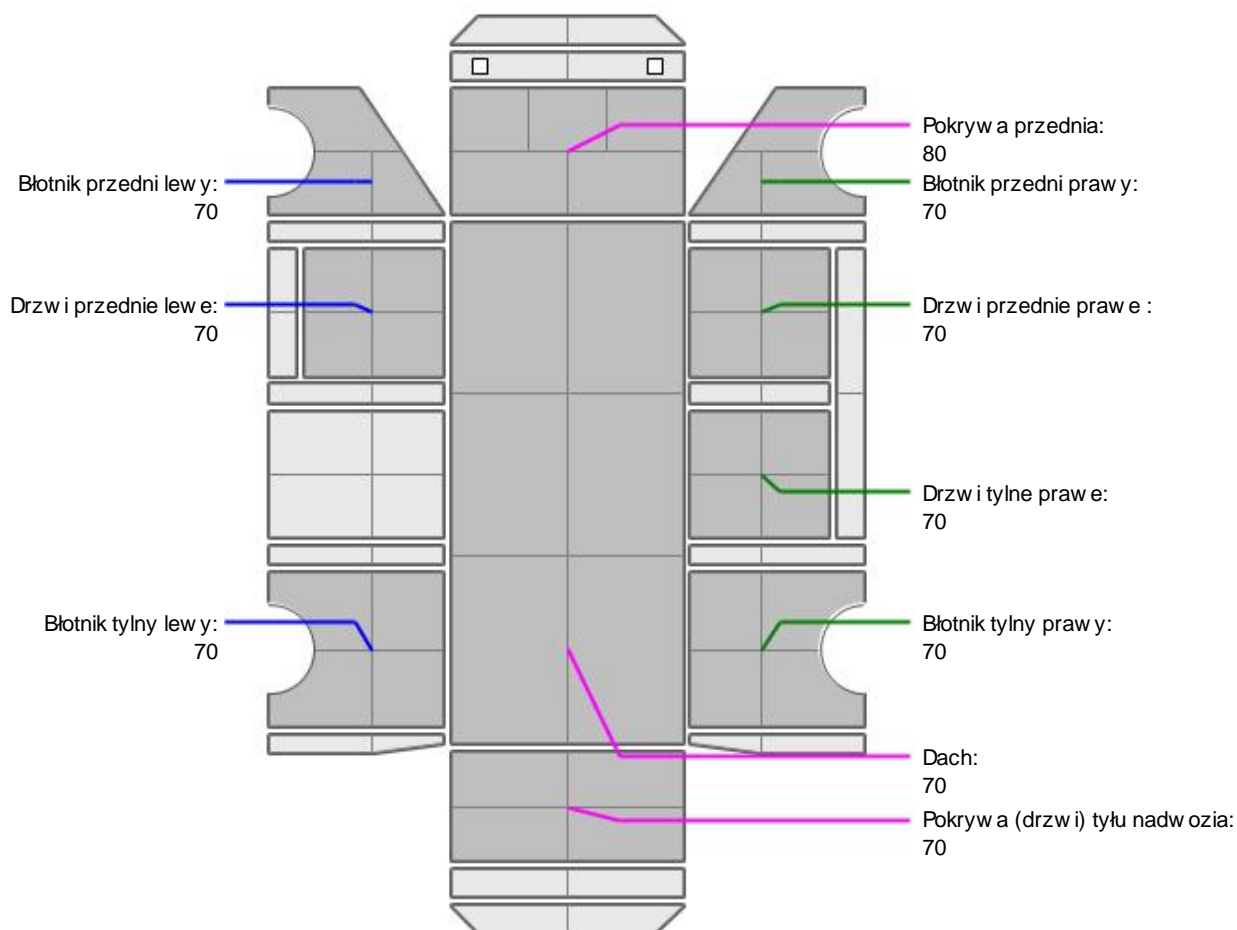 Pokrywa przednia:
80
Błotnik przedni lewy:
70
Błotnik przedni prawy:
70
Drzwi przednie lewe:
70
Drzwi przednie prawe :
70
Drzwi tylne prawe:
70
Błotnik tylny lewy:
70
Błotnik tylny prawy:
70
Dach:
70
Pokrywa (drzwi) tyłu nadwozia:
70